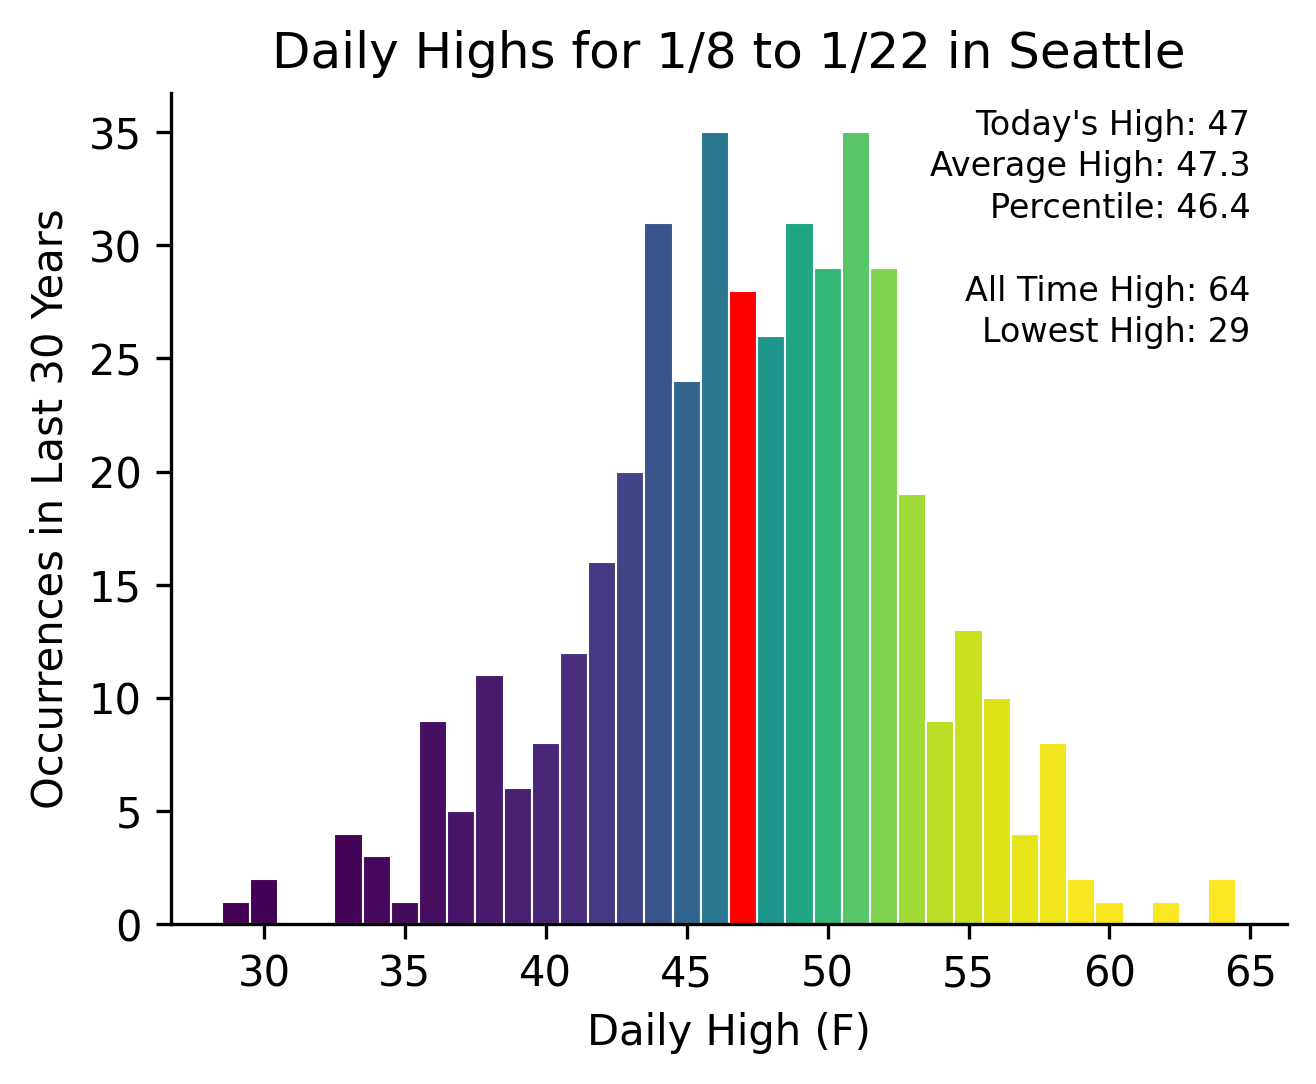 Daily Highs for 1/8 to 1/22 in Seattle
Today's High: 47
Average High: 47.3
Percentile: 46.4
All Time High: 64
Lowest High: 29
Occurrences in Last 30 Years
35
30
25
20
15
10
5
0
30 35 40 45 50 55 60 65
Daily High (F)